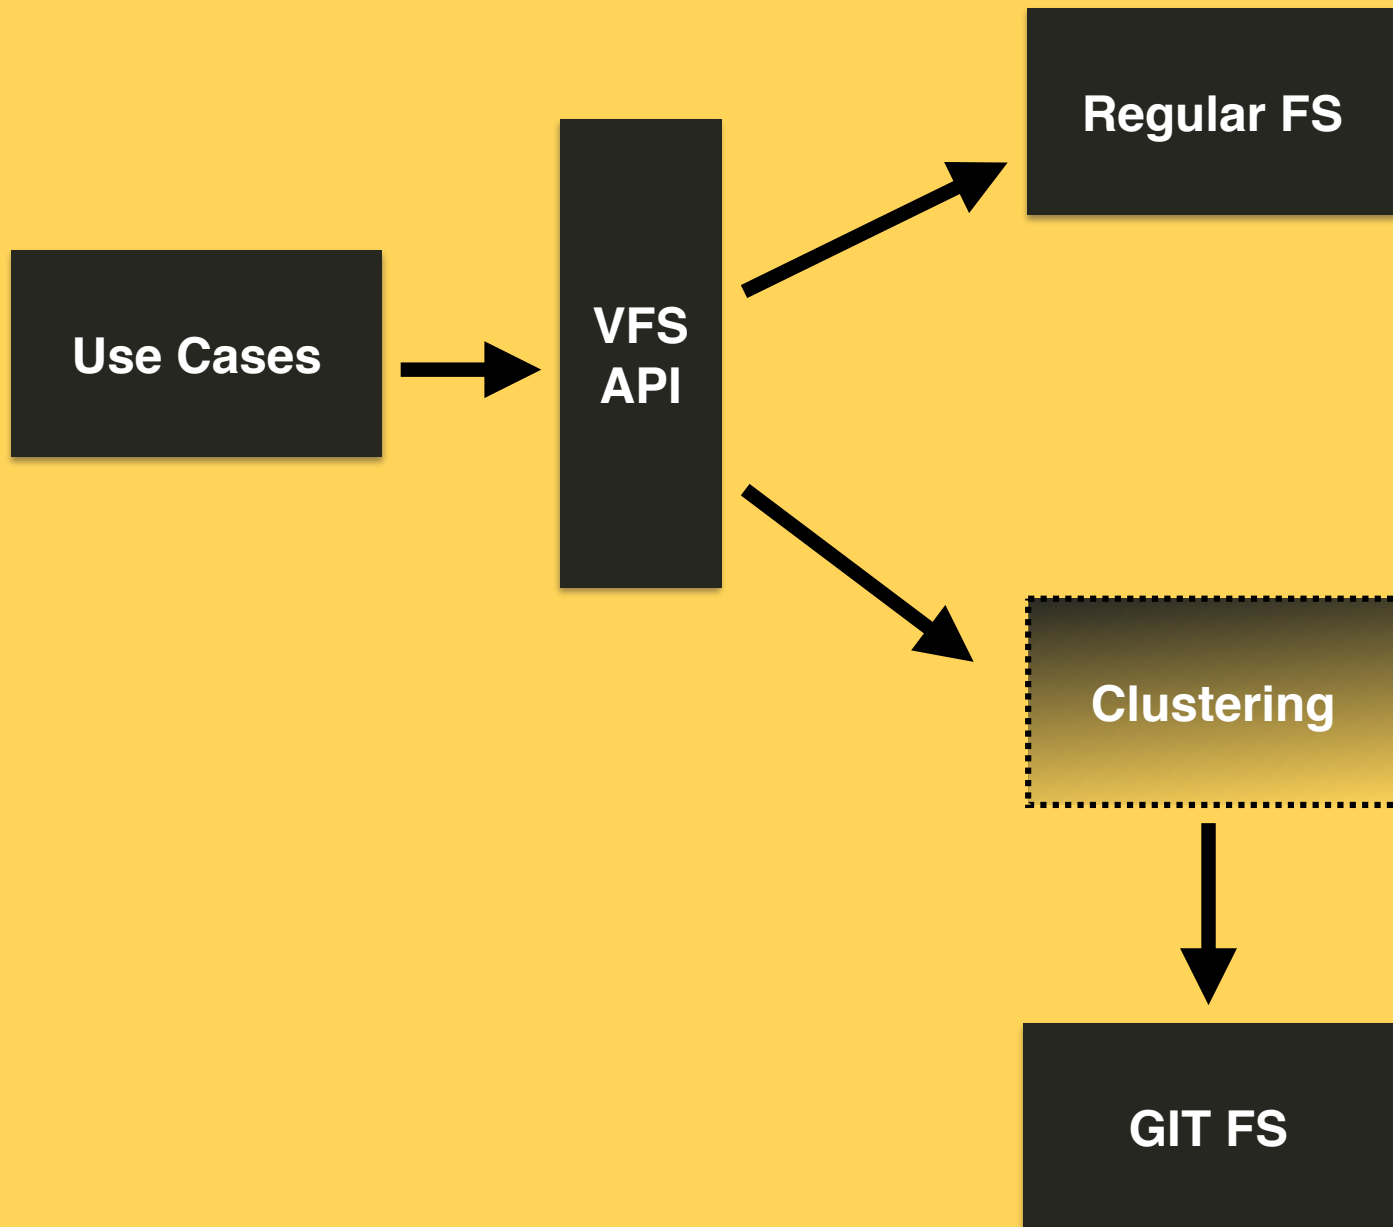 Regular FS
Use Cases
VFS
API
Clustering
GIT FS